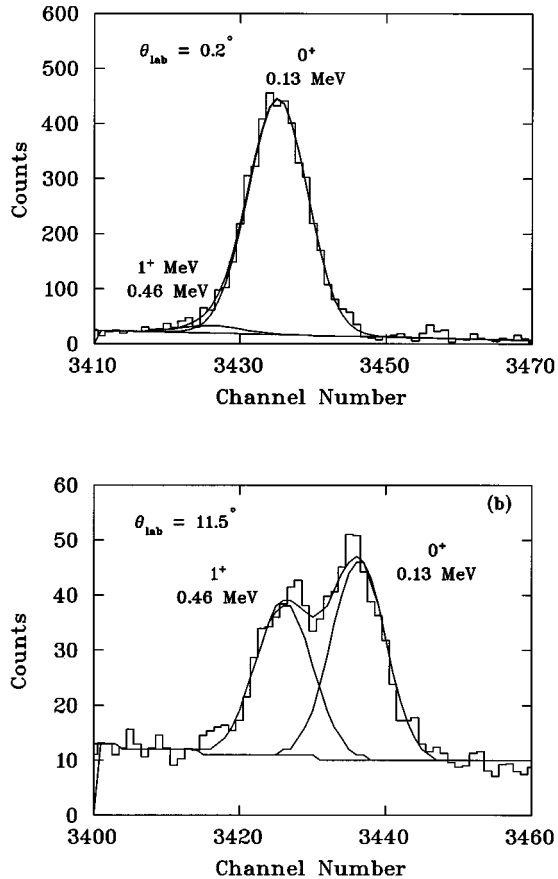 600
500
400
300
200
100
0
Counts
θlab = 0.2°
0+
0.13 MeV
1+ MeV
0.46 MeV
3410
3430
3450
3470
Channel Number
60
50
40
30
20
10
0
Counts
θlab = 11.5°
(b)
1+
0.46 MeV
0+
0.13 MeV
3400
3420
3440
3460
Channel Number